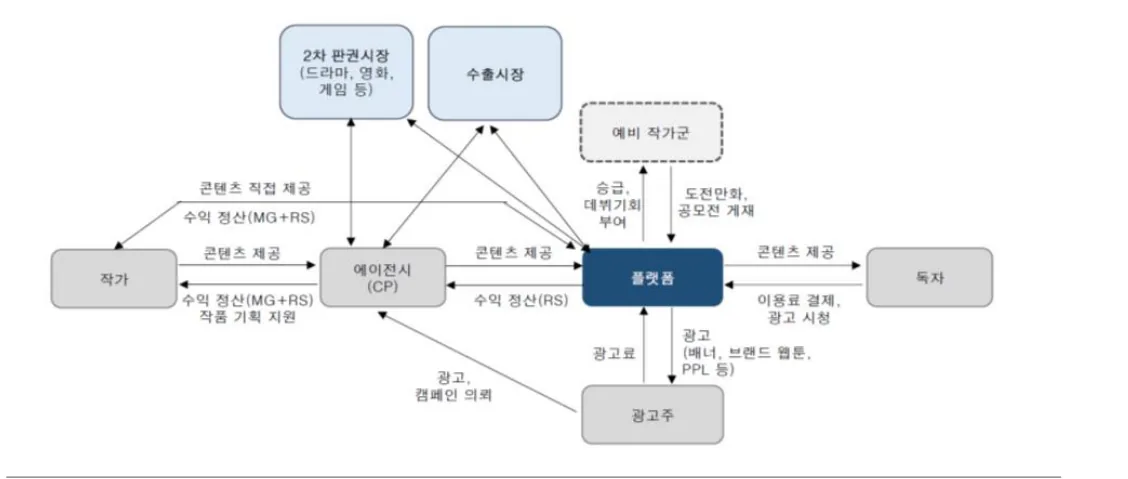 2차 판권시장
(드라마, 영화,
게임 등)
수출시장
예비 작가군
콘텐츠 직접 제공
수익 정산(MG+RS)
승급,
데뷔기회
부여
도전만화,
공모전 게재
작가
콘텐츠 제공
수익 정산(MG+RS)
작품 기획 지원
에이전시
(CP)
콘텐츠 제공
수익 정산(RS)
플랫폼
콘텐츠 제공
이용료 결제,
광고 시청
독자
광고,
캠페인 의뢰
광고료
광고
(배너, 브랜드 웹툰,
PPL 등)
광고주